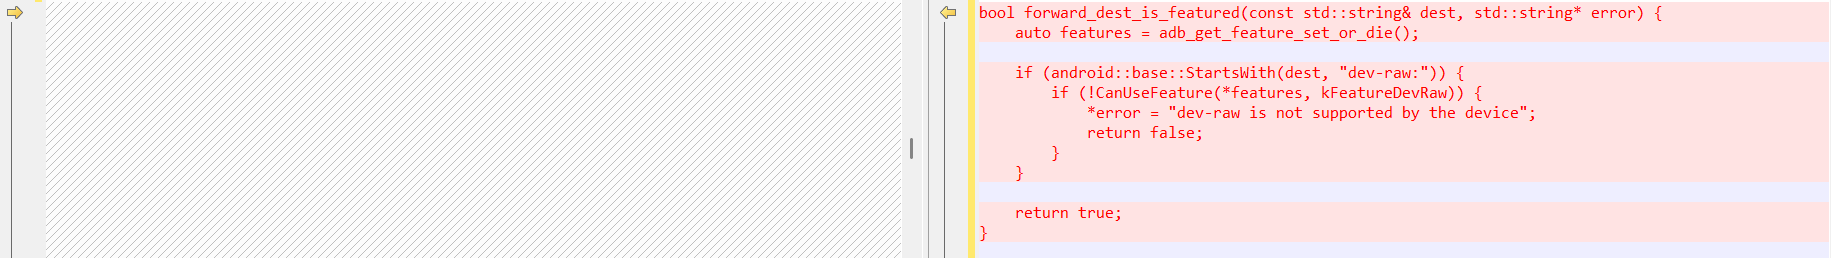 bool forward_dest_is_featured(const std::string& dest, std::string* error) {
    auto features = adb_get_feature_set_or_die();
    if (android::base::StartsWith(dest, "dev-raw:")) {
        if (!CanUseFeature(*features, kFeatureDevRaw)) {
            *error = "dev-raw is not supported by the device";
            return false;
        }
    }
    return true;
}